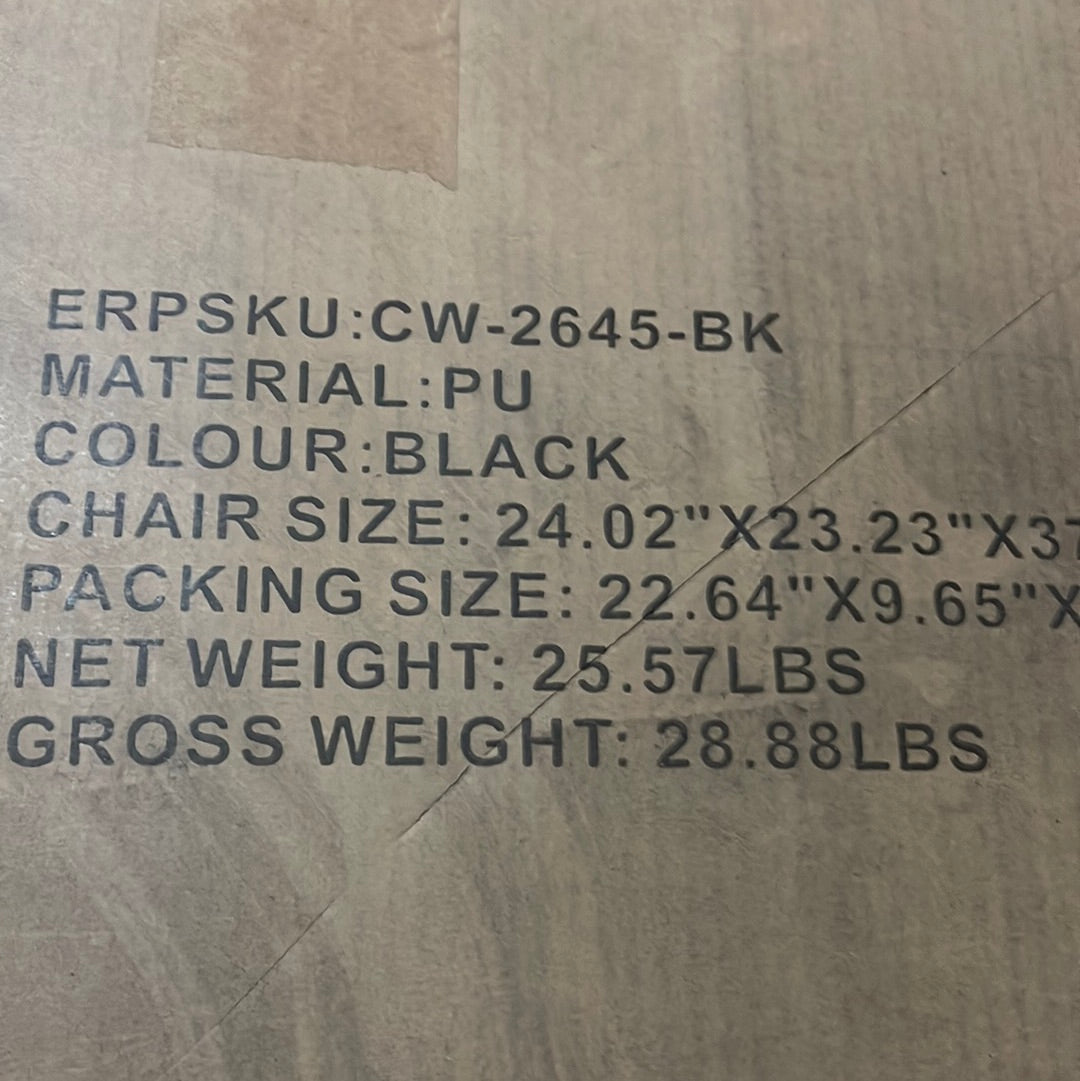 ERPSKU:CW-2645-BK
MATERIAL:PU
COLOUR:BLACK
CHAIR SIZE: 24.02"X23.23"X37
PACKING SIZE: 22.64"X9.65"X
NET WEIGHT: 25.57LBS
GROSS WEIGHT: 28.88LBS